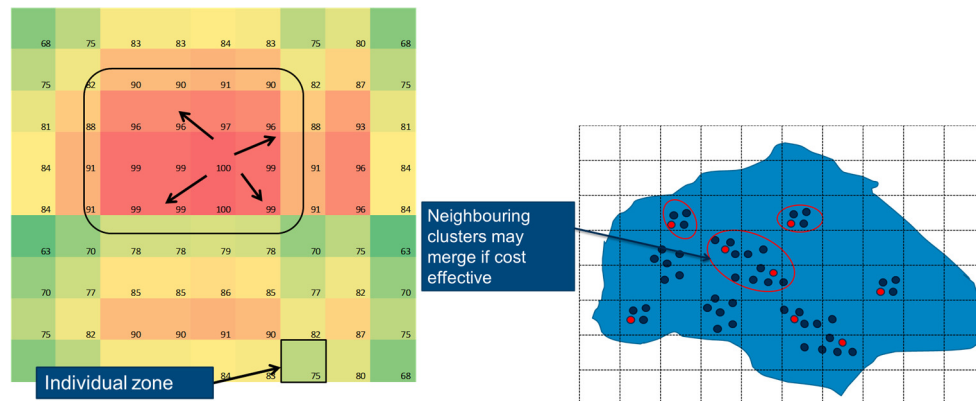 68 75 83 83 84 83 75 80 68
75 82 90 90 91 90 82 87 75
81 88 96 96 97 96 88 93 81
84 91 99 99 100 99 91 96 84
84 91 99 99 100 99 91 96 84
63 70 78 78 79 78 70 75 63
70 77 85 85 86 85 77 82 70
75 82 90 90 91 90 82 87 75
84 83 75 80 68
Individual zone
Neighbouring
clusters may
merge if cost
effective